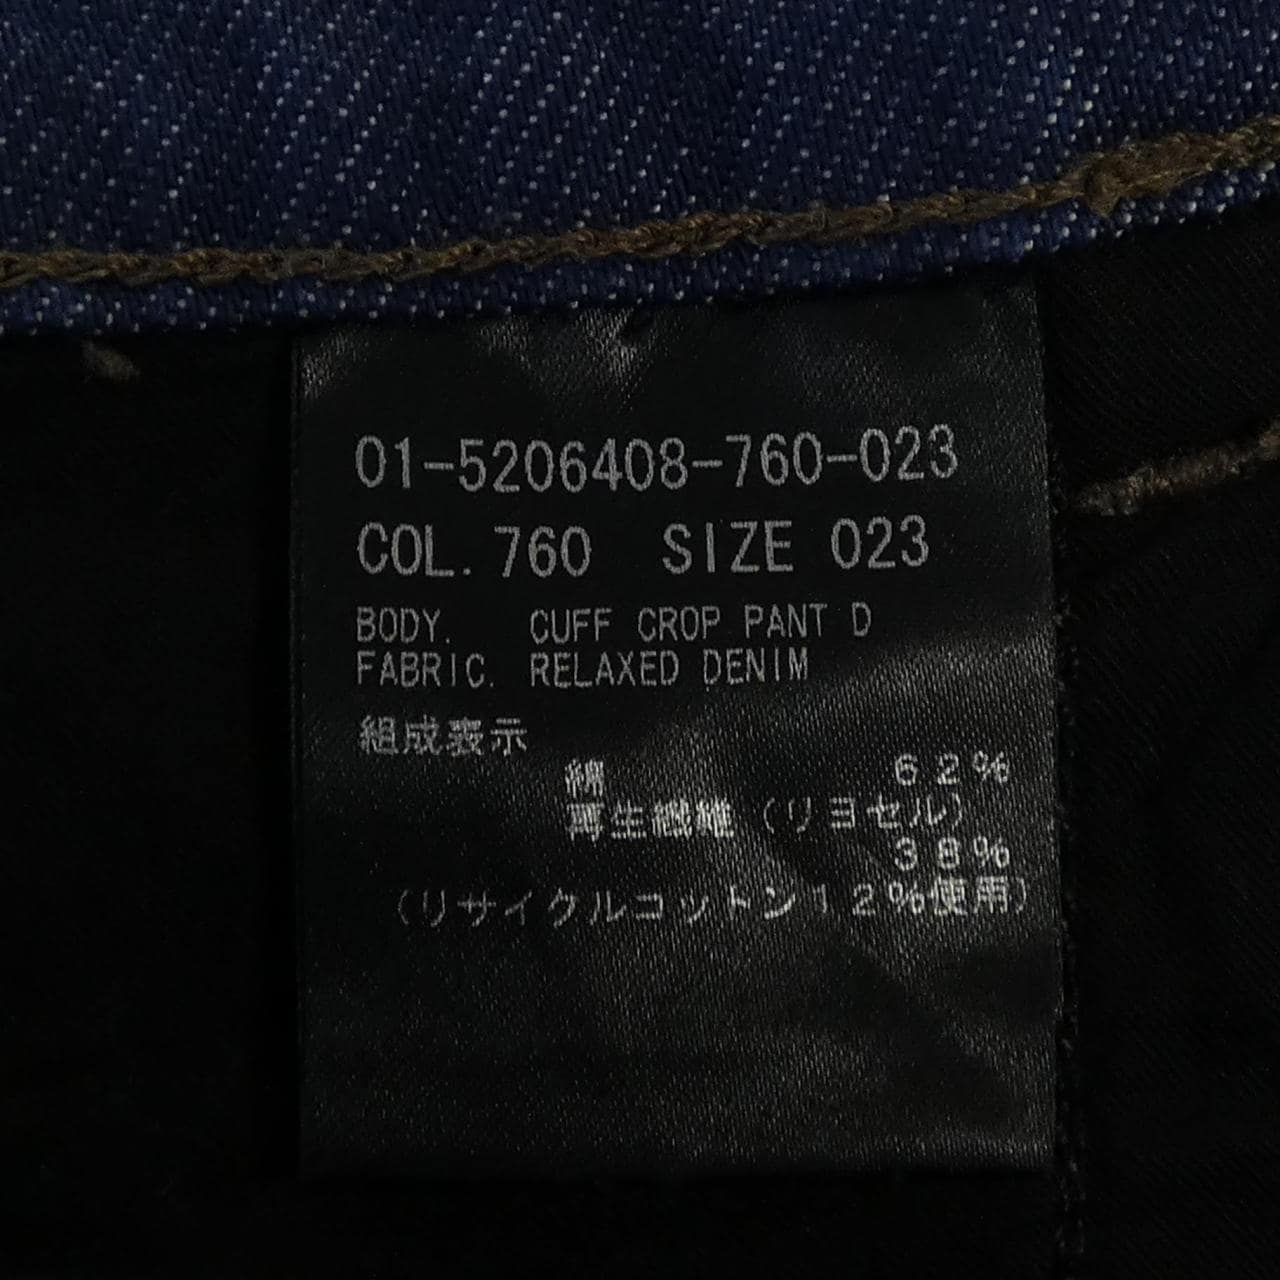 01-5206408-760-023
COL. 760 SIZE 023
BODY. CUFF CROP PANT D
FABRIC. RELAXED DENIM
組成表示
綿 62%
再生繊維(リヨセル)
38%
(リサイクルコットン12%使用)